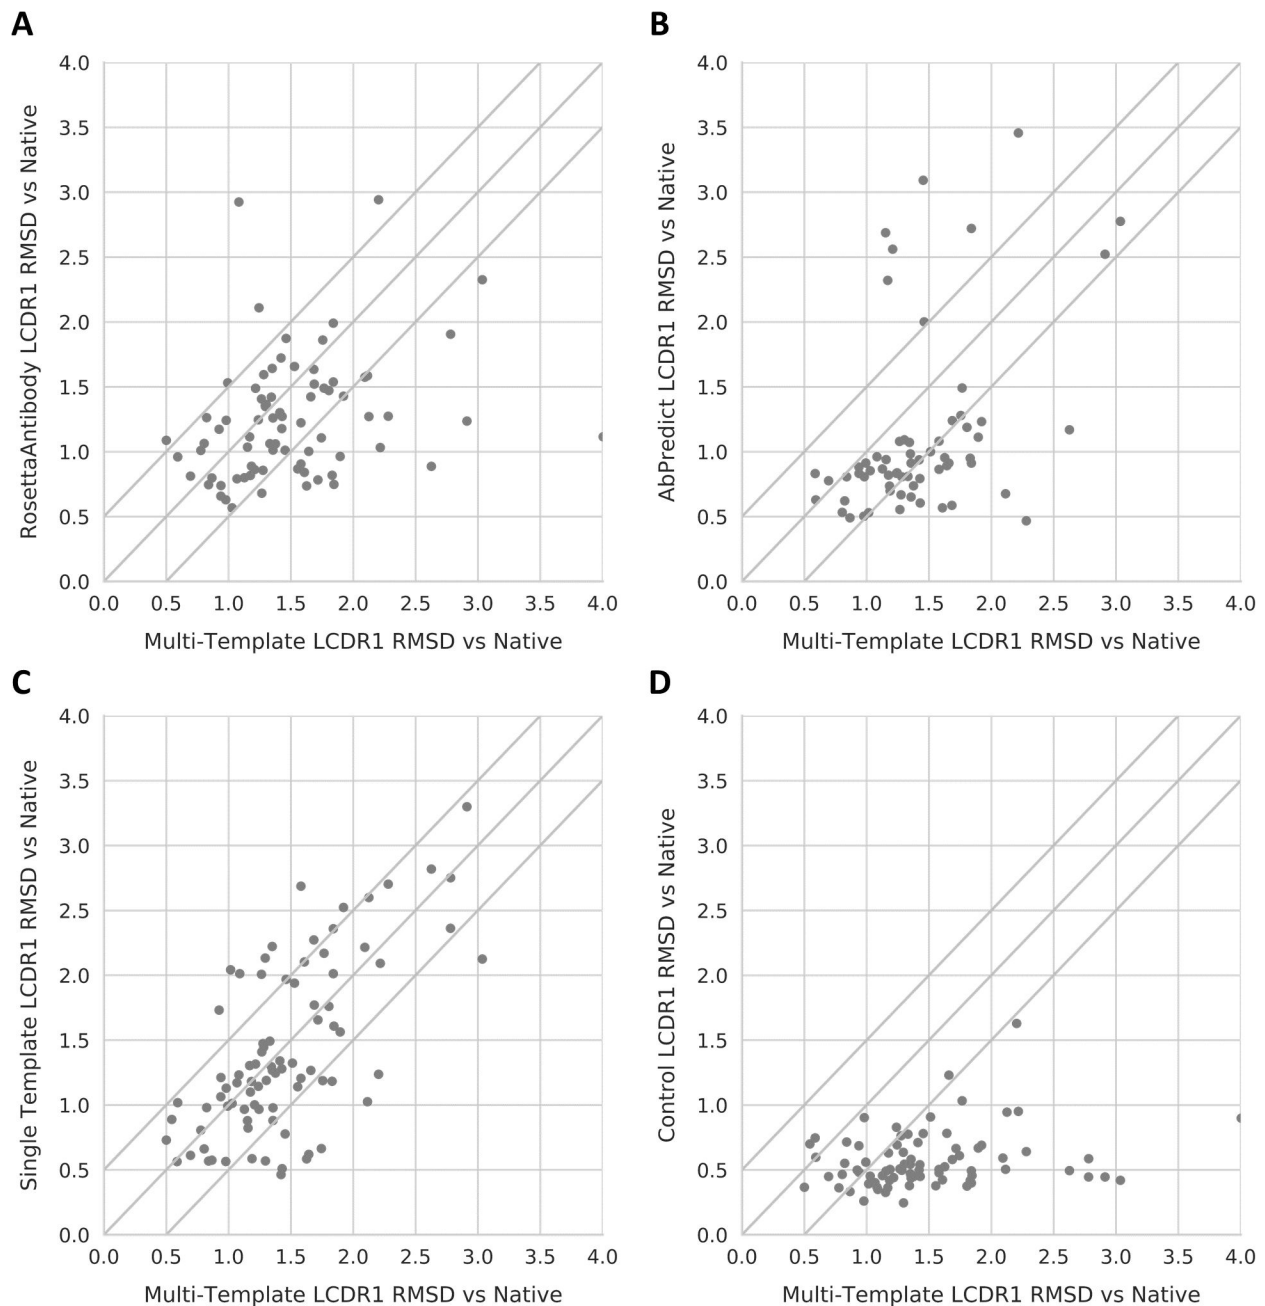 A
4.0
3.5
3.0
2.5
2.0
1.5
1.0
0.5
0.0
RosettaAntibody LCDR1 RMSD vs Native
0.0 0.5 1.0 1.5 2.0 2.5 3.0 3.5 4.0
Multi-Template LCDR1 RMSD vs Native
B
4.0
3.5
3.0
2.5
2.0
1.5
1.0
0.5
0.0
AbPredict LCDR1 RMSD vs Native
0.0 0.5 1.0 1.5 2.0 2.5 3.0 3.5 4.0
Multi-Template LCDR1 RMSD vs Native
C
4.0
3.5
3.0
2.5
2.0
1.5
1.0
0.5
0.0
Single Template LCDR1 RMSD vs Native
0.0 0.5 1.0 1.5 2.0 2.5 3.0 3.5 4.0
Multi-Template LCDR1 RMSD vs Native
D
4.0
3.5
3.0
2.5
2.0
1.5
1.0
0.5
0.0
Control LCDR1 RMSD vs Native
0.0 0.5 1.0 1.5 2.0 2.5 3.0 3.5 4.0
Multi-Template LCDR1 RMSD vs Native